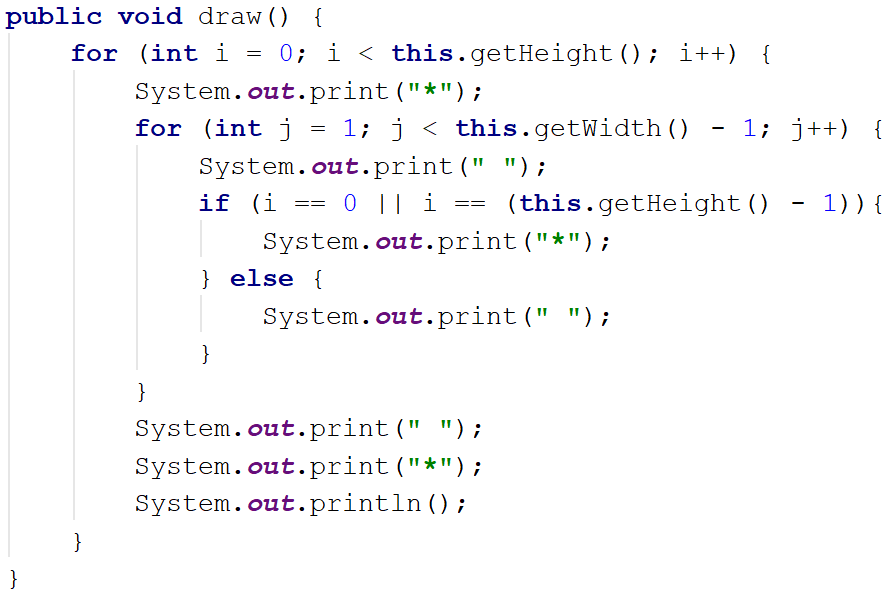 public void draw() {
    for (int i = 0; i < this.getHeight(); i++) {
        System.out.print("*");
        for (int j = 1; j < this.getWidth() - 1; j++) {
            System.out.print(" ");
            if (i == 0 || i == (this.getHeight() - 1)){
                System.out.print("*");
            } else {
                System.out.print(" ");
            }
        }
        System.out.print(" ");
        System.out.print("*");
        System.out.println();
    }
}